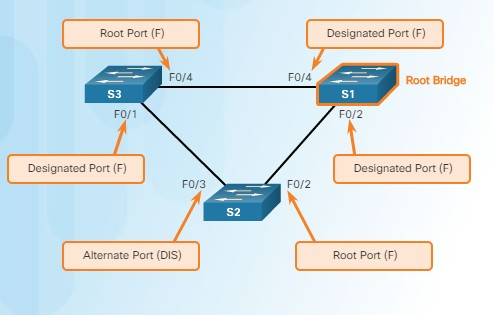 Root Port (F)
Designated Port (F)
F0/4
F0/4
S3
S1
Root Bridge
F0/1
F0/2
Designated Port (F)
Designated Port (F)
F0/3
F0/2
S2
Alternate Port (DIS)
Root Port (F)